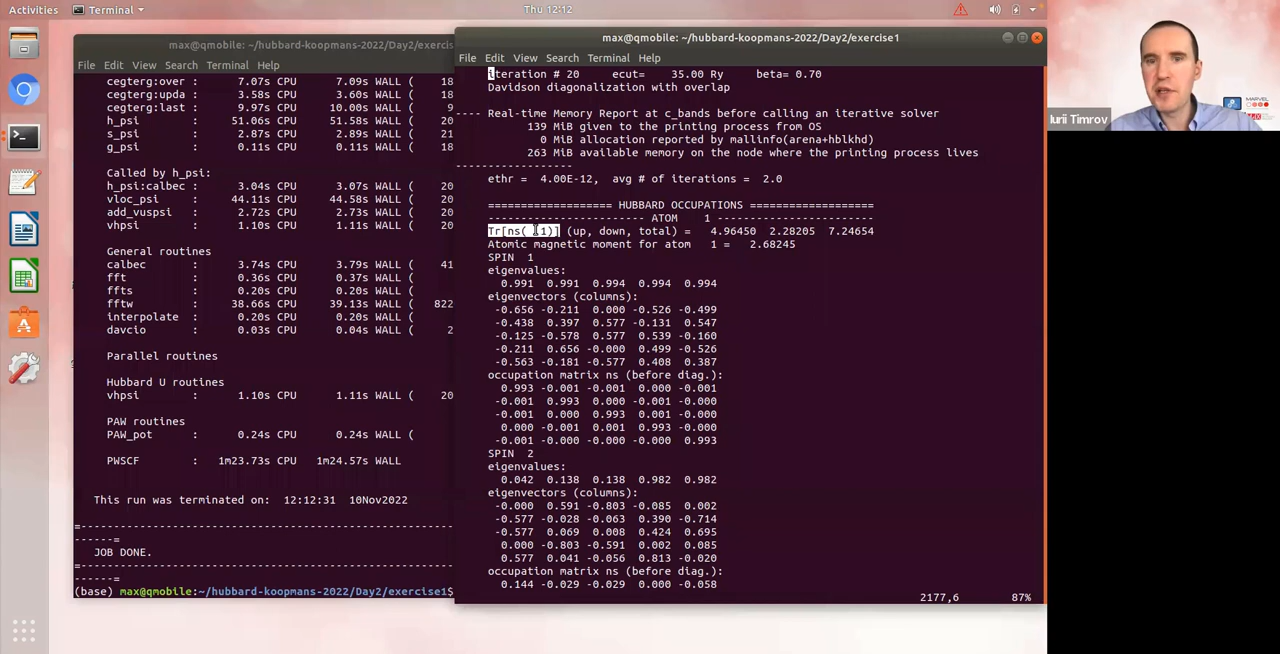 Activities
Terminal
Thu 12:12
max@qmobile: ~/hubbard-koopmans-2022/Day2/exercise1
File Edit View Search Terminal Help
cegterg:over : 7.07s CPU 7.09s WALL ( 18
cegterg:upda : 3.58s CPU 3.60s WALL ( 18
cegterg:last : 9.97s CPU 10.00s WALL ( 9
h_psi : 51.06s CPU 51.58s WALL ( 20
s_psi : 2.87s CPU 2.89s WALL ( 21
g_psi : 0.11s CPU 0.11s WALL ( 18
Called by h_psi:
h_psi:calbec : 3.04s CPU 3.07s WALL ( 20
vloc_psi : 44.11s CPU 44.58s WALL ( 20
add_vuspsi : 2.72s CPU 2.73s WALL ( 20
vhpsi : 1.10s CPU 1.11s WALL ( 20
General routines
calbec : 3.74s CPU 3.79s WALL ( 41
fft : 0.36s CPU 0.37s WALL (
ffts : 0.20s CPU 0.20s WALL (
fftw : 38.66s CPU 39.13s WALL ( 822
interpolate : 0.20s CPU 0.20s WALL (
davcio : 0.03s CPU 0.04s WALL ( 2
Parallel routines
Hubbard U routines
vhpsi : 1.10s CPU 1.11s WALL ( 20
PAW routines
PAW_pot : 0.24s CPU 0.24s WALL (
PWSCF : 1m23.73s CPU 1m24.57s WALL
This run was terminated on: 12:12:31 10Nov2022
=------------------------------------------------------
------=
JOB DONE.
=------------------------------------------------------
------=
(base) max@qmobile:~/hubbard-koopmans-2022/Day2/exercise1$
max@qmobile: ~/hubbard-koopmans-2022/Day2/exercise1
File Edit View Search Terminal Help
iteration # 20 ecut= 35.00 Ry beta= 0.70
Davidson diagonalization with overlap
---- Real-time Memory Report at c_bands before calling an iterative solver
139 MiB given to the printing process from OS
0 MiB allocation reported by mallinfo(arena+hblkhd)
263 MiB available memory on the node where the printing process lives
------------------
ethr = 4.00E-12, avg # of iterations = 2.0
=================== HUBBARD OCCUPATIONS ===================
------------------------ ATOM 1 ------------------------
Tr[ns( 1)] (up, down, total) = 4.96450 2.28205 7.24654
Atomic magnetic moment for atom 1 = 2.68245
SPIN 1
eigenvalues:
0.991 0.991 0.994 0.994 0.994
eigenvectors (columns):
-0.656 -0.211 0.000 -0.526 -0.499
-0.438 0.397 0.577 -0.131 0.547
-0.125 -0.578 0.577 0.539 -0.160
-0.211 0.656 -0.000 0.499 -0.526
-0.563 -0.181 -0.577 0.408 0.387
occupation matrix ns (before diag.):
0.993 -0.001 -0.001 0.000 -0.001
-0.001 0.993 0.000 -0.001 -0.000
-0.001 0.000 0.993 0.001 -0.000
0.000 -0.001 0.001 0.993 -0.000
-0.001 -0.000 -0.000 -0.000 0.993
SPIN 2
eigenvalues:
0.042 0.138 0.138 0.982 0.982
eigenvectors (columns):
-0.000 0.591 -0.803 -0.085 0.002
-0.577 -0.028 -0.063 0.390 -0.714
-0.577 0.069 0.008 0.424 0.695
0.000 -0.803 -0.591 0.002 0.085
0.577 0.041 -0.056 0.813 -0.020
occupation matrix ns (before diag.):
0.144 -0.029 -0.029 0.000 -0.058
2177,6 87%
Iurii Timrov
MARVEL